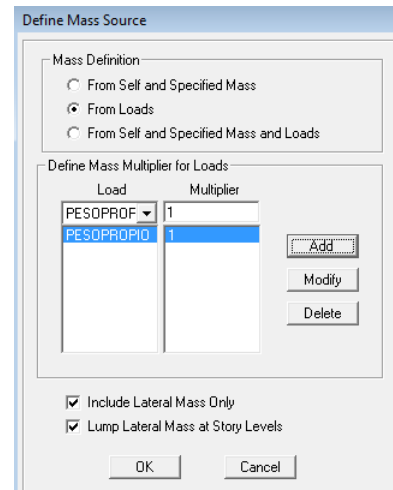 Define Mass Source
Mass Definition
From Self and Specified Mass
From Loads
From Self and Specified Mass and Loads
Define Mass Multiplier for Loads
Load Multiplier
PESOPROF 1
PESOPROPIO 1
Add
Modify
Delete
Include Lateral Mass Only
Lump Lateral Mass at Story Levels
OK Cancel